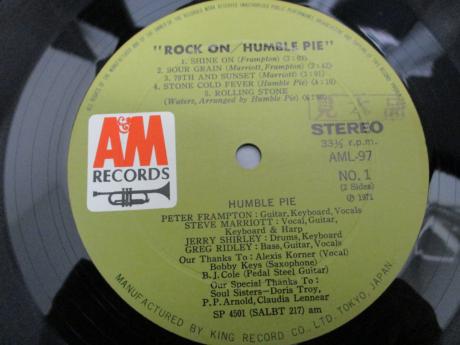 "ROCK ON/HUMBLE PIE"
1. SHINE ON (Frampton)
2. SOUR GRAIN (Marriott)
3. 79TH AND SUNSET (Marriott)
4. STONE COLD FEVER (Humble Pie)
5. ROLLING STONE
(Waters, Arranged by Humble Pie)
見本品
STEREO
33⅓ r.p.m.
AML-97
A&M
RECORDS
NO. 1
(2 Sides)
℗ 1971
HUMBLE PIE
PETER FRAMPTON: Guitar, Keyboard, Vocals
STEVE MARRIOTT: Vocal, Guitar,
Keyboard & Harp
JERRY SHIRLEY: Drums, Keyboard
GREG RIDLEY: Bass, Guitar, Vocals
Our Thanks To: Alexis Korner (Vocal)
Bobby Keys (Saxophone)
B. J. Cole (Pedal Steel Guitar)
Our Special Thanks To:
Soul Sisters—Doris Troy,
P. P. Arnold, Claudia Lennear
SP 4501 (SALBT 217) am
MANUFACTURED BY KING RECORD CO. LTD. TOKYO, JAPAN